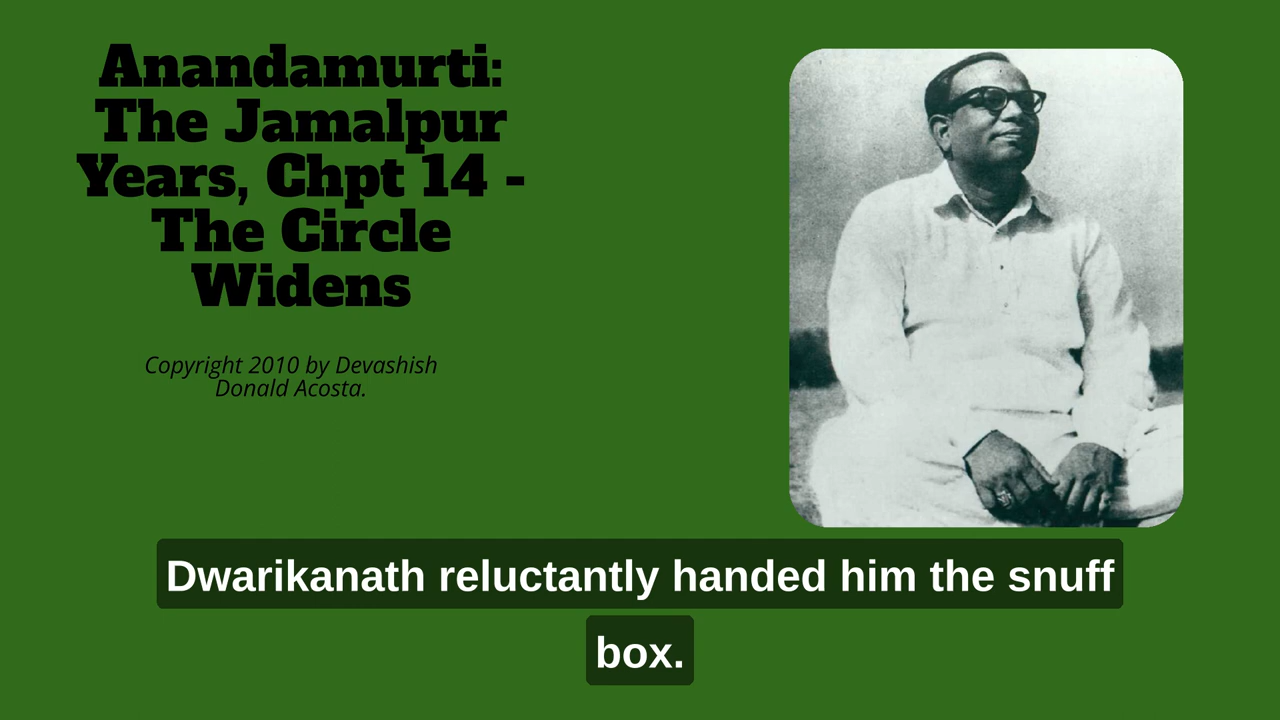 Anandamurti:
The Jamalpur
Years, Chpt 14 -
The Circle
Widens
Copyright 2010 by Devashish
Donald Acosta.
Dwarikanath reluctantly handed him the snuff
box.